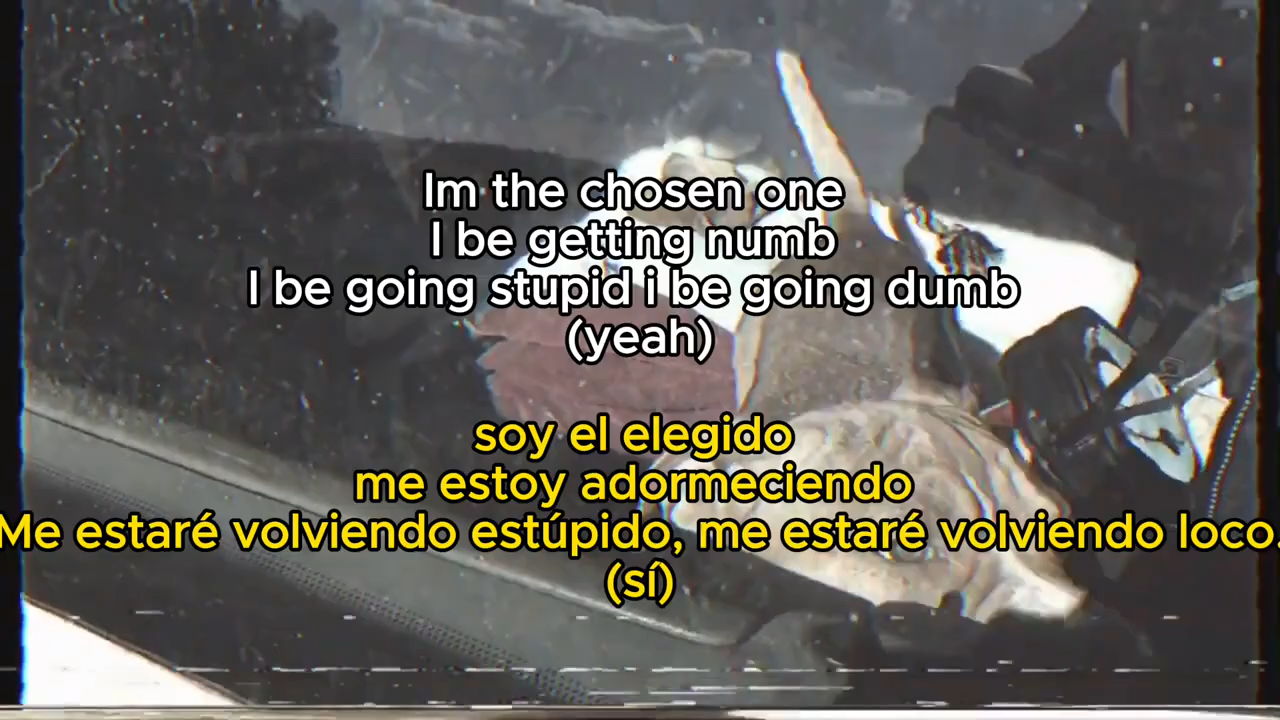 Im the chosen one
I be getting numb
I be going stupid i be going dumb
(yeah)
soy el elegido
me estoy adormeciendo
Me estaré volviendo estúpido, me estaré volviendo loco.
(sí)